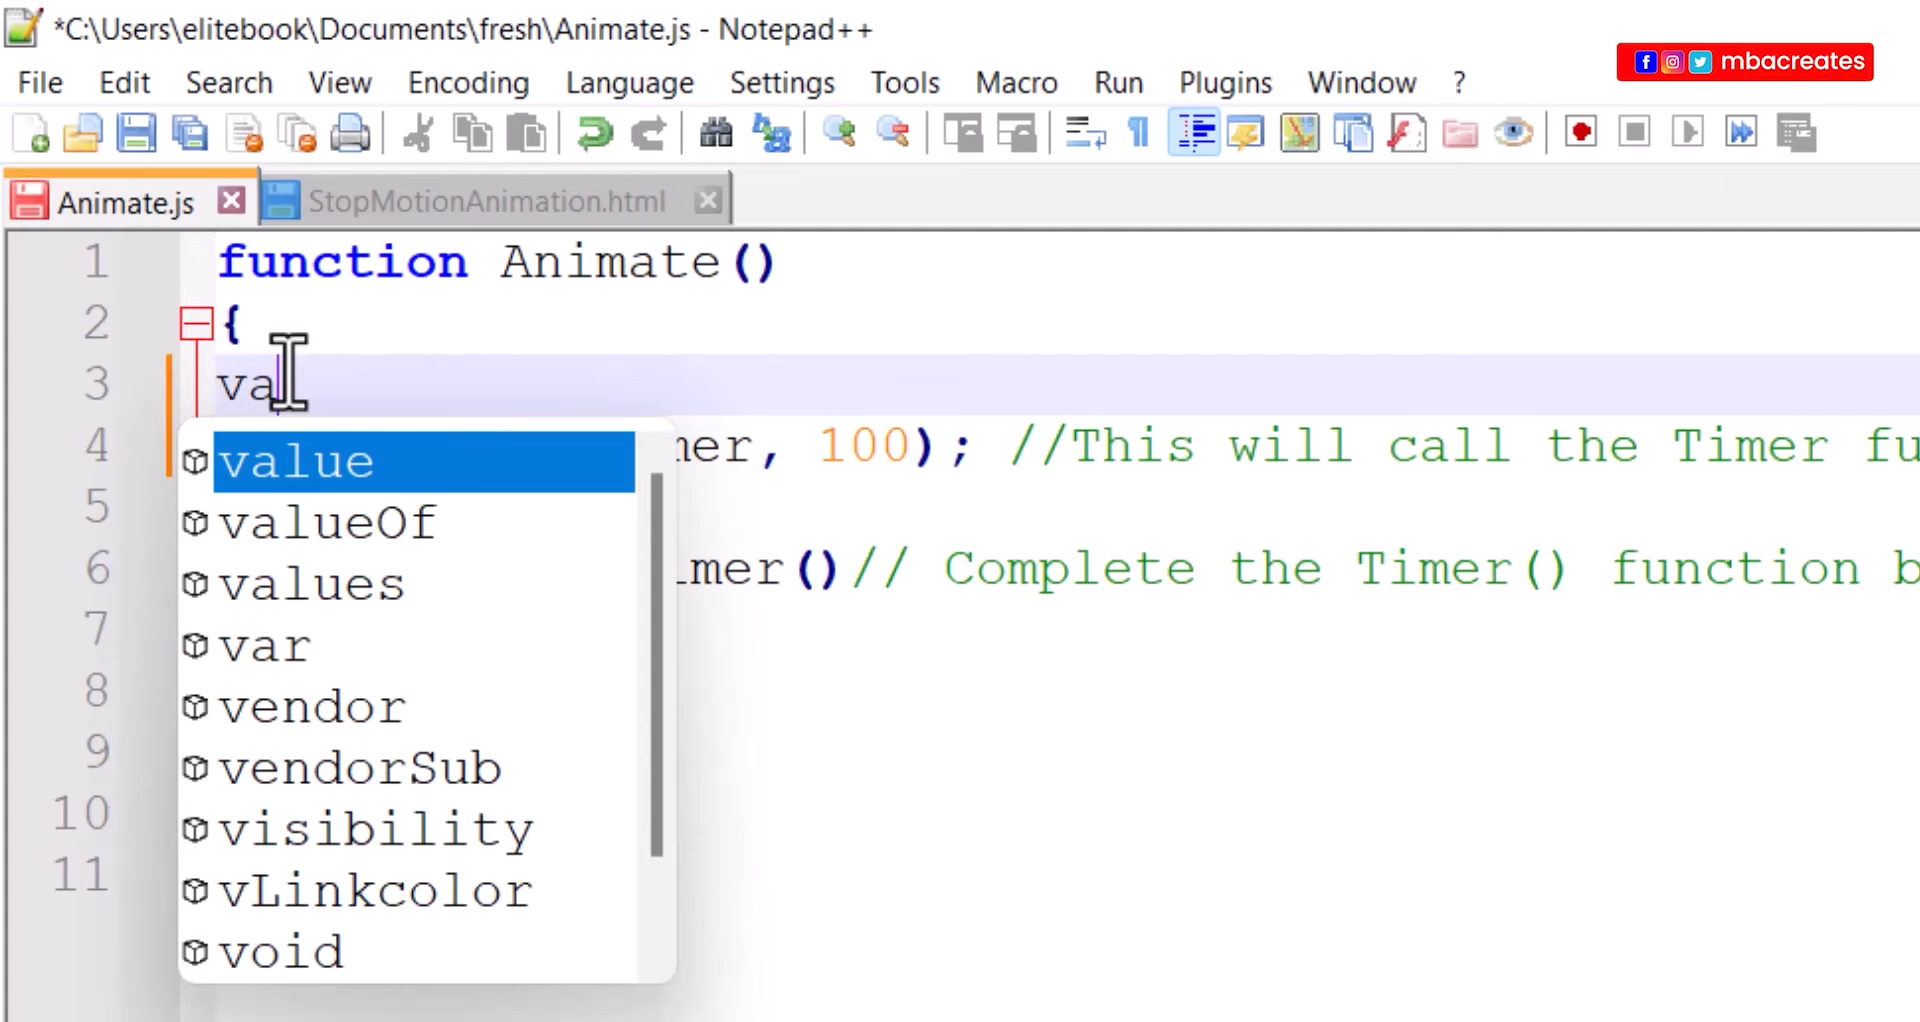 *C:\Users\elitebook\Documents\fresh\Animate.js - Notepad++
File Edit Search View Encoding Language Settings Tools Macro Run Plugins Window ?
mbacreates
Animate.js StopMotionAnimation.html
1 function Animate()
2 {
3 va
4 mer, 100); //This will call the Timer fu
5
6 imer()// Complete the Timer() function b
7
8
9
10
11
value
valueOf
values
var
vendor
vendorSub
visibility
vLinkcolor
void